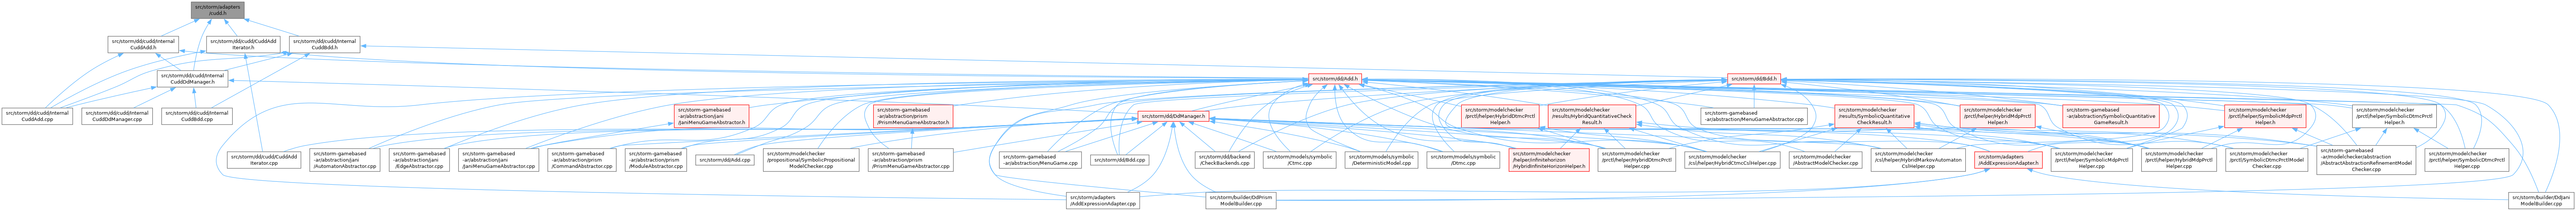 src/storm/adapters
/cudd.h
src/storm/dd/cudd/Internal
CuddAdd.h
src/storm/dd/cudd/CuddAdd
Iterator.h
src/storm/dd/cudd/Internal
CuddBdd.h
src/storm/dd/cudd/Internal
CuddDdManager.h
src/storm/dd/Add.h
src/storm/dd/Bdd.h
src/storm/dd/cudd/Internal
CuddAdd.cpp
src/storm/dd/cudd/Internal
CuddDdManager.cpp
src/storm/dd/cudd/Internal
CuddBdd.cpp
src/storm-gamebased
-ar/abstraction/jani
/JaniMenuGameAbstractor.h
src/storm-gamebased
-ar/abstraction/prism
/PrismMenuGameAbstractor.h
src/storm/dd/DdManager.h
src/storm/modelchecker
/prctl/helper/HybridDtmcPrctl
Helper.h
src/storm/modelchecker
/results/HybridQuantitativeCheck
Result.h
src/storm-gamebased
-ar/abstraction/MenuGameAbstractor.cpp
src/storm/modelchecker
/results/SymbolicQuantitative
CheckResult.h
src/storm/modelchecker
/prctl/helper/HybridMdpPrctl
Helper.h
src/storm-gamebased
-ar/abstraction/SymbolicQuantitative
GameResult.h
src/storm/modelchecker
/prctl/helper/SymbolicMdpPrctl
Helper.h
src/storm/modelchecker
/prctl/helper/SymbolicDtmcPrctl
Helper.h
src/storm/dd/cudd/CuddAdd
Iterator.cpp
src/storm-gamebased
-ar/abstraction/jani
/AutomatonAbstractor.cpp
src/storm-gamebased
-ar/abstraction/jani
/EdgeAbstractor.cpp
src/storm-gamebased
-ar/abstraction/jani
/JaniMenuGameAbstractor.cpp
src/storm-gamebased
-ar/abstraction/prism
/CommandAbstractor.cpp
src/storm-gamebased
-ar/abstraction/prism
/ModuleAbstractor.cpp
src/storm/dd/Add.cpp
src/storm/modelchecker
/propositional/SymbolicPropositional
ModelChecker.cpp
src/storm-gamebased
-ar/abstraction/prism
/PrismMenuGameAbstractor.cpp
src/storm-gamebased
-ar/abstraction/MenuGame.cpp
src/storm/dd/Bdd.cpp
src/storm/dd/backend
/CheckBackends.cpp
src/storm/models/symbolic
/Ctmc.cpp
src/storm/models/symbolic
/DeterministicModel.cpp
src/storm/models/symbolic
/Dtmc.cpp
src/storm/modelchecker
/helper/infinitehorizon
/HybridInfiniteHorizonHelper.h
src/storm/modelchecker
/prctl/helper/HybridDtmcPrctl
Helper.cpp
src/storm/modelchecker
/csl/helper/HybridCtmcCslHelper.cpp
src/storm/modelchecker
/AbstractModelChecker.cpp
src/storm/modelchecker
/csl/helper/HybridMarkovAutomaton
CslHelper.cpp
src/storm/adapters
/AddExpressionAdapter.h
src/storm/modelchecker
/prctl/helper/SymbolicMdpPrctl
Helper.cpp
src/storm/modelchecker
/prctl/helper/HybridMdpPrctl
Helper.cpp
src/storm/modelchecker
/prctl/SymbolicDtmcPrctlModel
Checker.cpp
src/storm-gamebased
-ar/modelchecker/abstraction
/AbstractAbstractionRefinementModel
Checker.cpp
src/storm/modelchecker
/prctl/helper/SymbolicDtmcPrctl
Helper.cpp
src/storm/adapters
/AddExpressionAdapter.cpp
src/storm/builder/DdPrism
ModelBuilder.cpp
src/storm/builder/DdJani
ModelBuilder.cpp